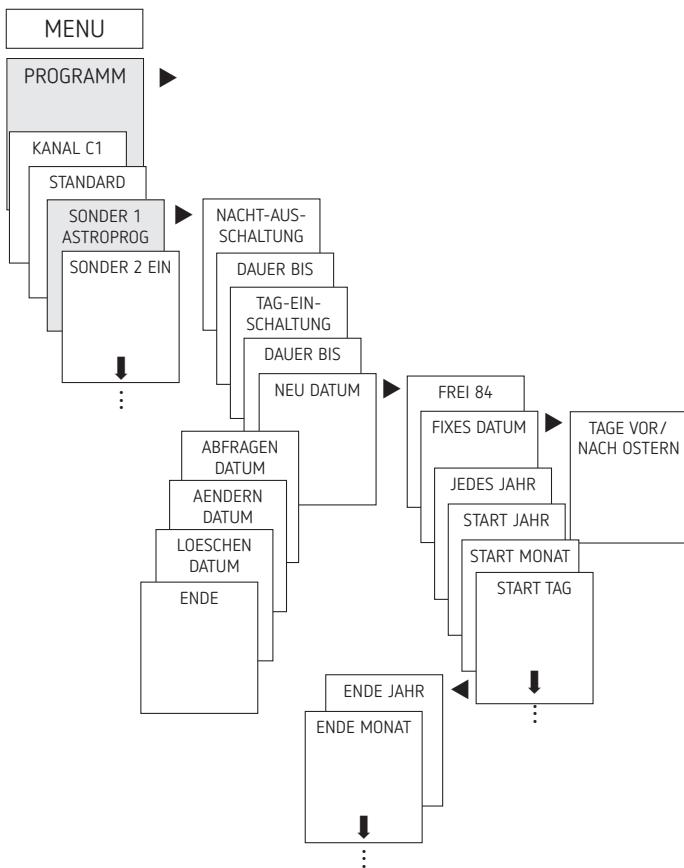 MENU
PROGRAMM
KANAL C1
STANDARD
SONDER 1
ASTROPROG
SONDER 2 EIN
NACHT-AUS-
SCHALTUNG
DAUER BIS
TAG-EIN-
SCHALTUNG
DAUER BIS
NEU DATUM
ABFRAGEN
DATUM
AENDERN
DATUM
LOESCHEN
DATUM
ENDE
FREI 84
FIXES DATUM
TAGE VOR/
NACH OSTERN
JEDES JAHR
START JAHR
START MONAT
START TAG
ENDE JAHR
ENDE MONAT